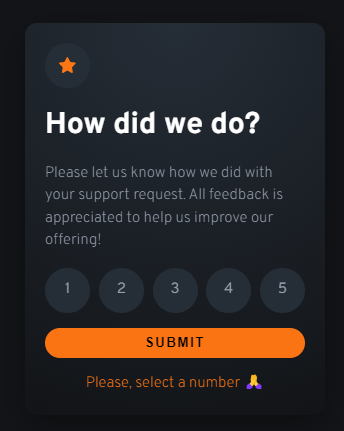 How did we do?
Please let us know how we did with
your support request. All feedback is
appreciated to help us improve our
offering!
1 2 3 4 5
SUBMIT
Please, select a number 🙏